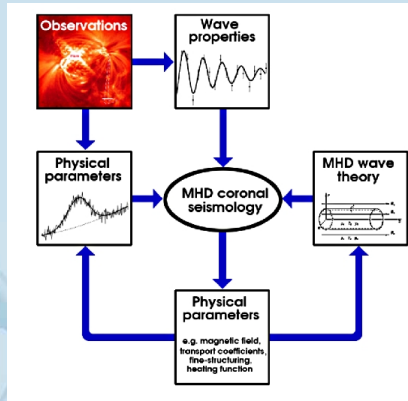 Observations
Wave
properties
Physical
parameters
MHD coronal
seismology
MHD wave
theory
Physical
parameters
e.g. magnetic field,
transport coefficients,
fine-structuring,
heating function